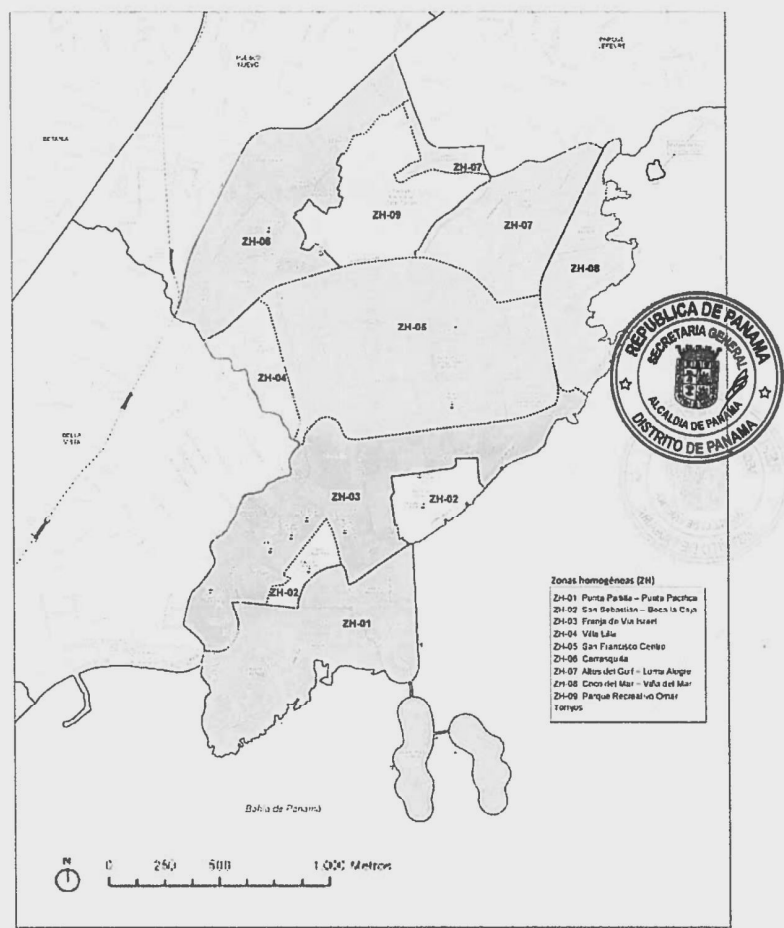 PUEBLO
NUEVO
PARQUE
LEFEVRE
BETANIA
ZH-07
ZH-09
ZH-07
ZH-06
ZH-08
ZH-05
ZH-04
BELLA
VISTA
ZH-03
ZH-02
ZH-02
ZH-01
REPUBLICA DE PANAMA
SECRETARIA GENERAL
ALCALDIA DE PANAMA
DISTRITO DE PANAMA
Zonas homogéneas (ZH)
ZH-01 Punta Paitilla – Punta Pacífica
ZH-02 San Sebastián – Boca la Caja
ZH-03 Franja de Vía Israel
ZH-04 Villa Lilla
ZH-05 San Francisco Centro
ZH-06 Carrasquilla
ZH-07 Altos del Golf – Loma Alegre
ZH-08 Coco del Mar – Viña del Mar
ZH-09 Parque Recreativo Omar
Torrijos
Bahía de Panamá
N
0 250 500 1,000 Metros